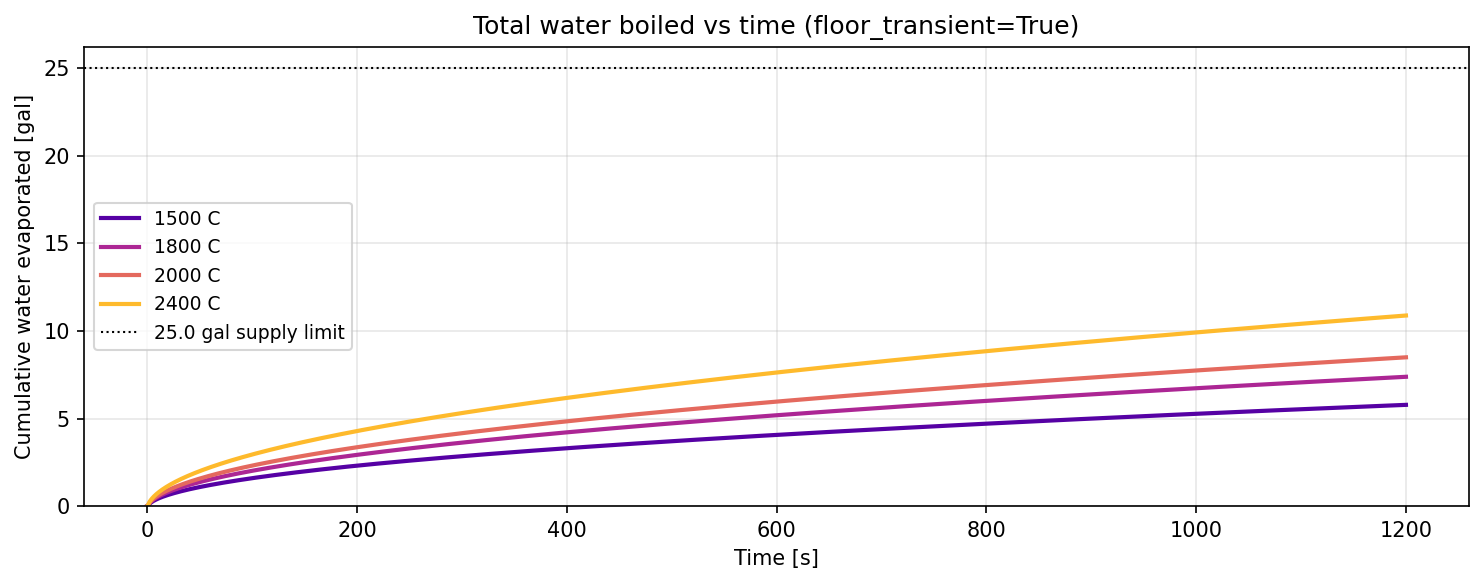 Total water boiled vs time (floor_transient=True)
Cumulative water evaporated [gal]
25
20
15
10
5
0
1500 C
1800 C
2000 C
2400 C
25.0 gal supply limit
0 200 400 600 800 1000 1200
Time [s]